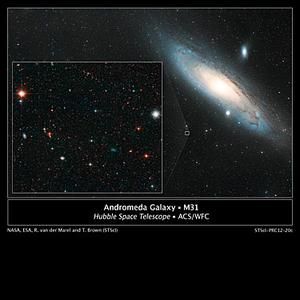 Andromeda Galaxy • M31
Hubble Space Telescope • ACS/WFC
NASA, ESA, R. van der Marel and T. Brown (STScI)
STScI-PRC12-20c